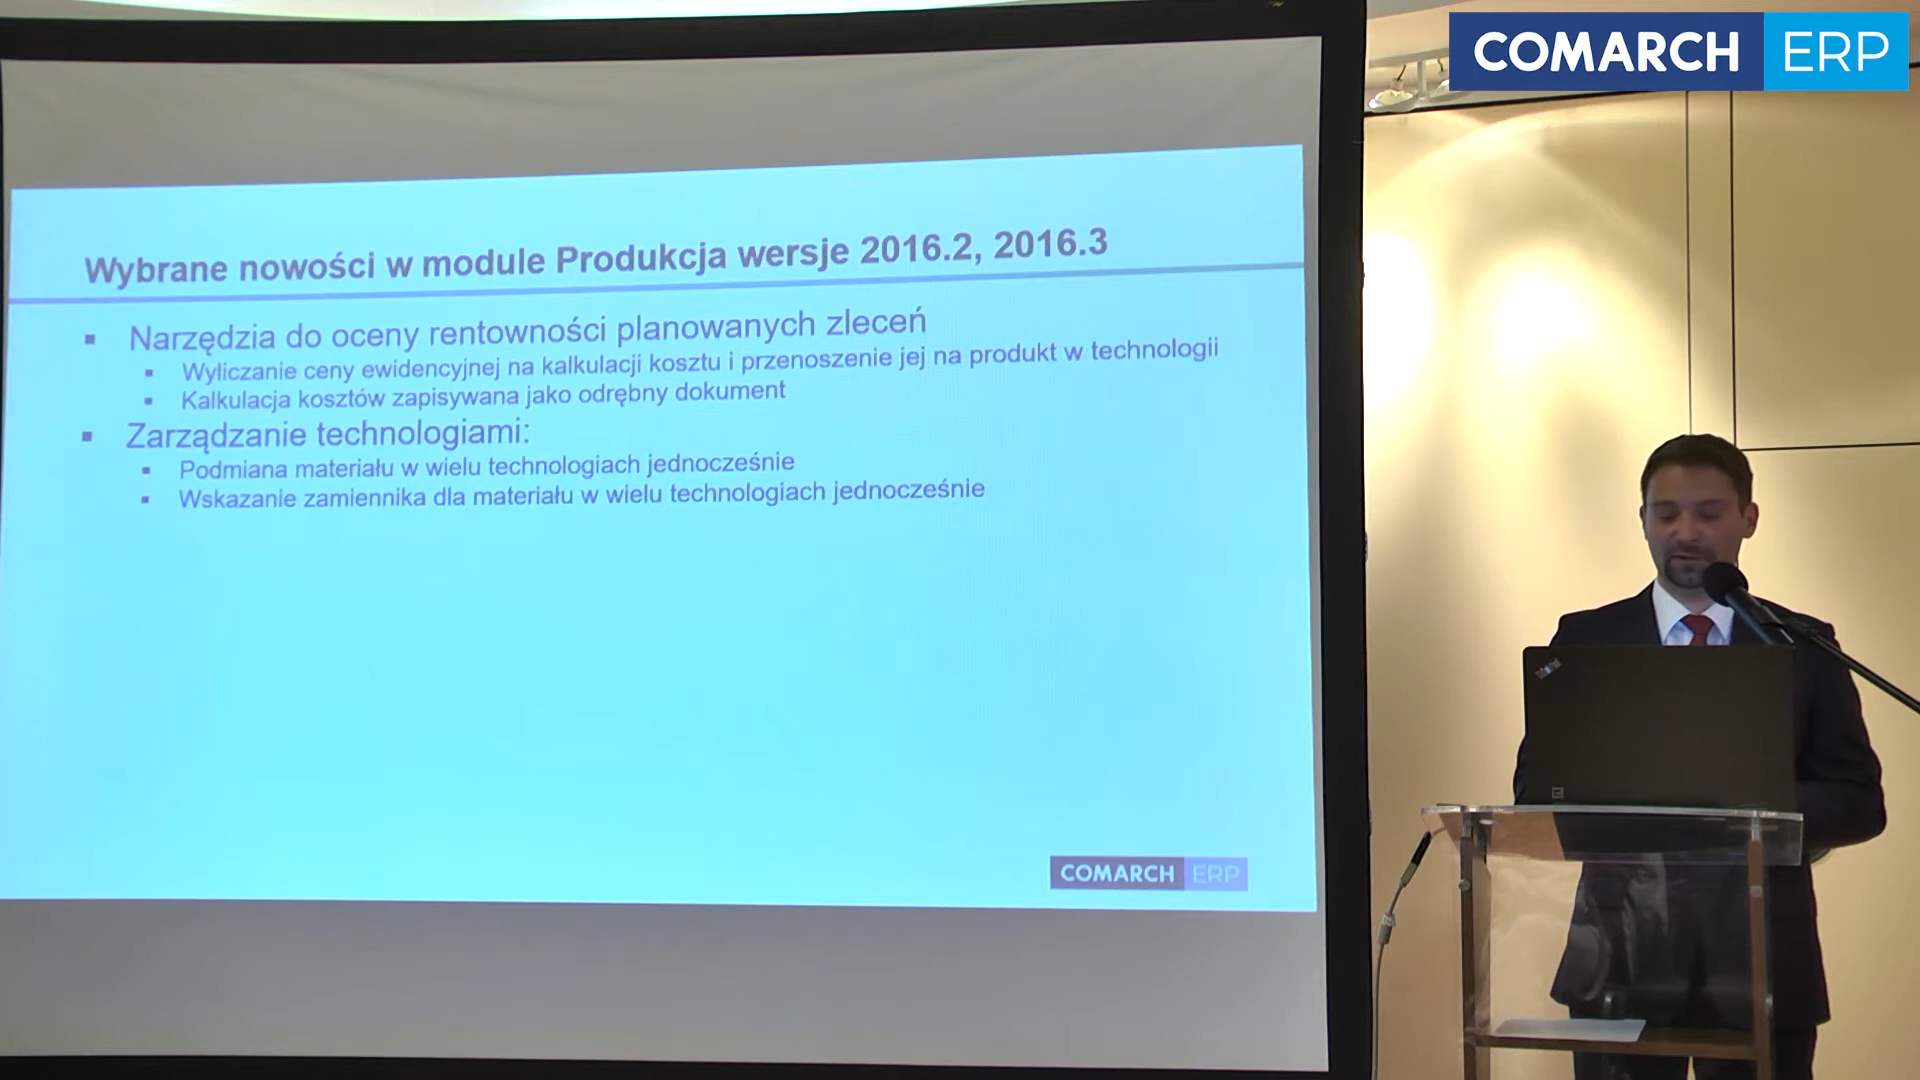 COMARCH ERP
Wybrane nowości w module Produkcja wersje 2016.2, 2016.3
Narzędzia do oceny rentowności planowanych zleceń
Wyliczanie ceny ewidencyjnej na kalkulacji kosztu i przenoszenie jej na produkt w technologii
Kalkulacja kosztów zapisywana jako odrębny dokument
Zarządzanie technologiami:
Podmiana materiału w wielu technologiach jednocześnie
Wskazanie zamiennika dla materiału w wielu technologiach jednocześnie
COMARCH ERP